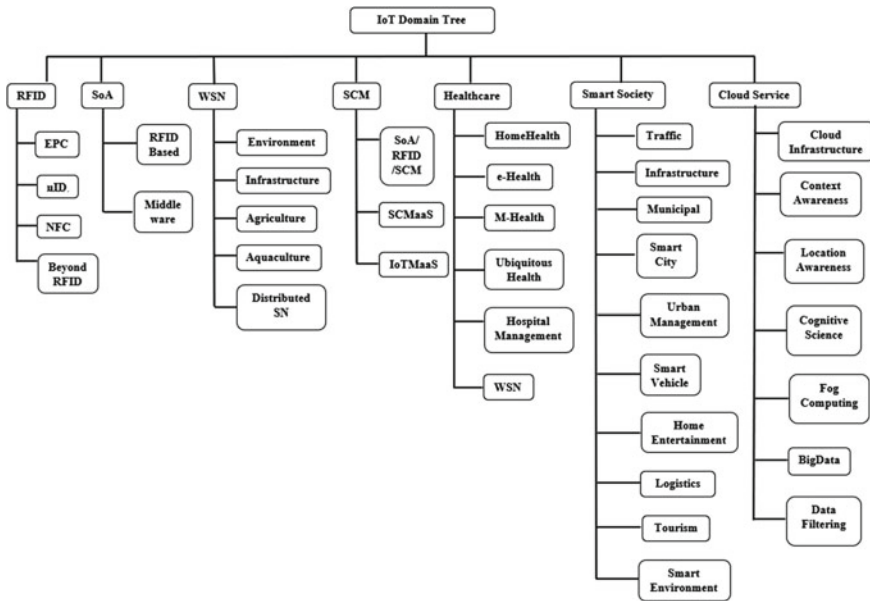 IoT Domain Tree
RFID
SoA
WSN
SCM
Healthcare
Smart Society
Cloud Service
EPC
uID
NFC
Beyond
RFID
RFID
Based
Middle
ware
Environment
Infrastructure
Agriculture
Aquaculture
Distributed
SN
SoA/
RFID
/SCM
SCMaaS
IoTMaaS
HomeHealth
e-Health
M-Health
Ubiquitous
Health
Hospital
Management
WSN
Traffic
Infrastructure
Municipal
Smart
City
Urban
Management
Smart
Vehicle
Home
Entertainment
Logistics
Tourism
Smart
Environment
Cloud
Infrastructure
Context
Awareness
Location
Awareness
Cognitive
Science
Fog
Computing
BigData
Data
Filtering